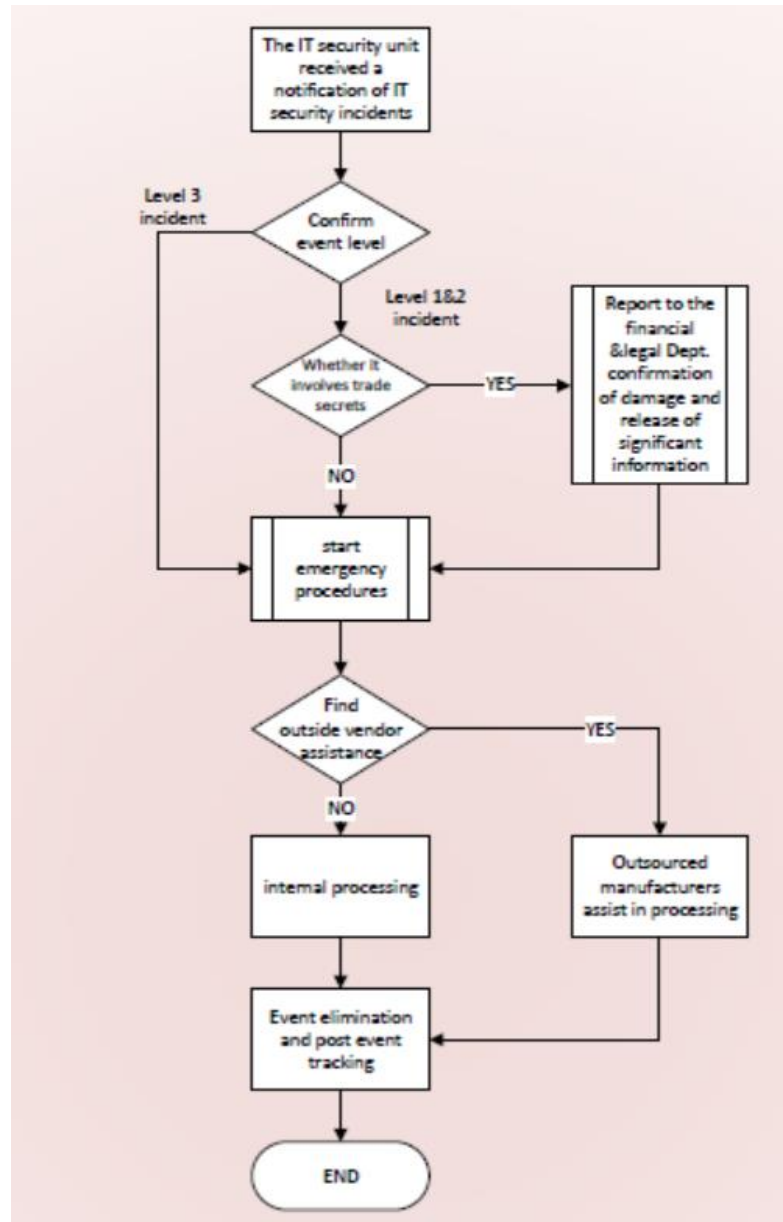 The IT security unit
received a
notification of IT
security incidents
Level 3
incident
Confirm
event level
Level 1&2
incident
Whether it
involves trade
secrets
YES
Report to the
financial
&legal Dept.
confirmation
of damage and
release of
significant
information
NO
start
emergency
procedures
Find
outside vendor
assistance
YES
NO
internal processing
Outsourced
manufacturers
assist in processing
Event elimination
and post event
tracking
END